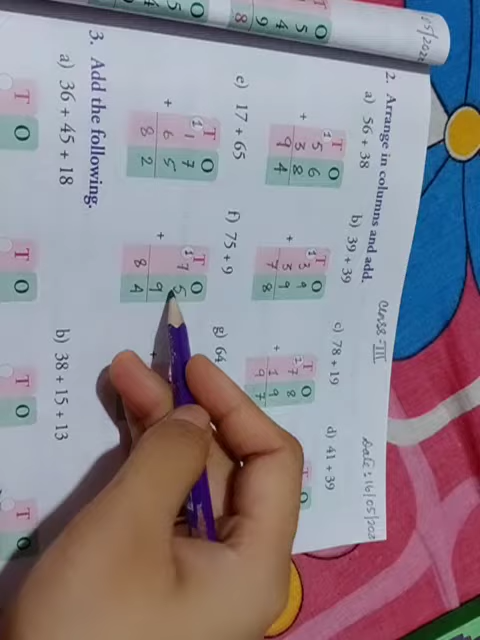 Class - III
Date: 16/05/202
2. Arrange in columns and add.
a) 56 + 38 b) 39 + 39 c) 78 + 19 d) 41 + 39
T O T O T O T O
1 1 1
5 6 3 9 7 8
+ 3 8 + 3 9 + 1 9
9 4 7 8 9 7
e) 17 + 65 f) 75 + 9 g) 64
T O T O
1 1
1 7 7 5
+ 6 5 + 9
8 2 8 4
3. Add the following.
a) 36 + 45 + 18 b) 38 + 15 + 13
T O T O T O T O